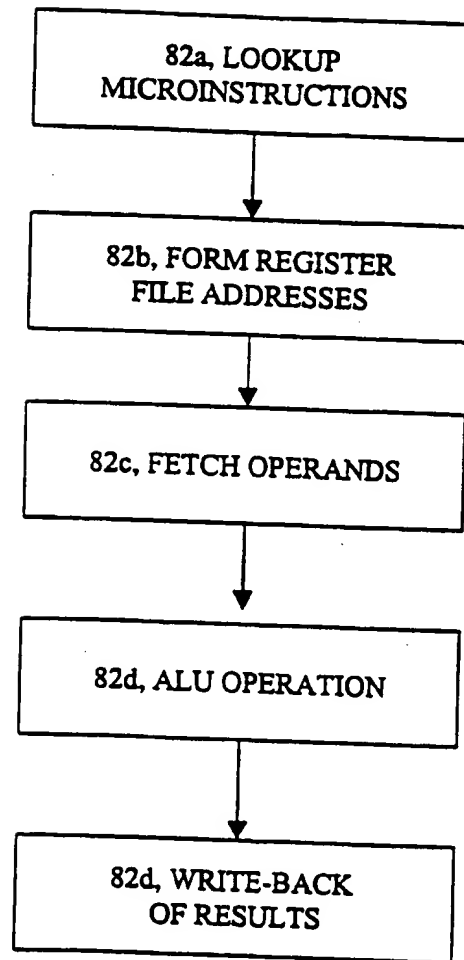 82a, LOOKUP
MICROINSTRUCTIONS
82b, FORM REGISTER
FILE ADDRESSES
82c, FETCH OPERANDS
82d, ALU OPERATION
82d, WRITE-BACK
OF RESULTS